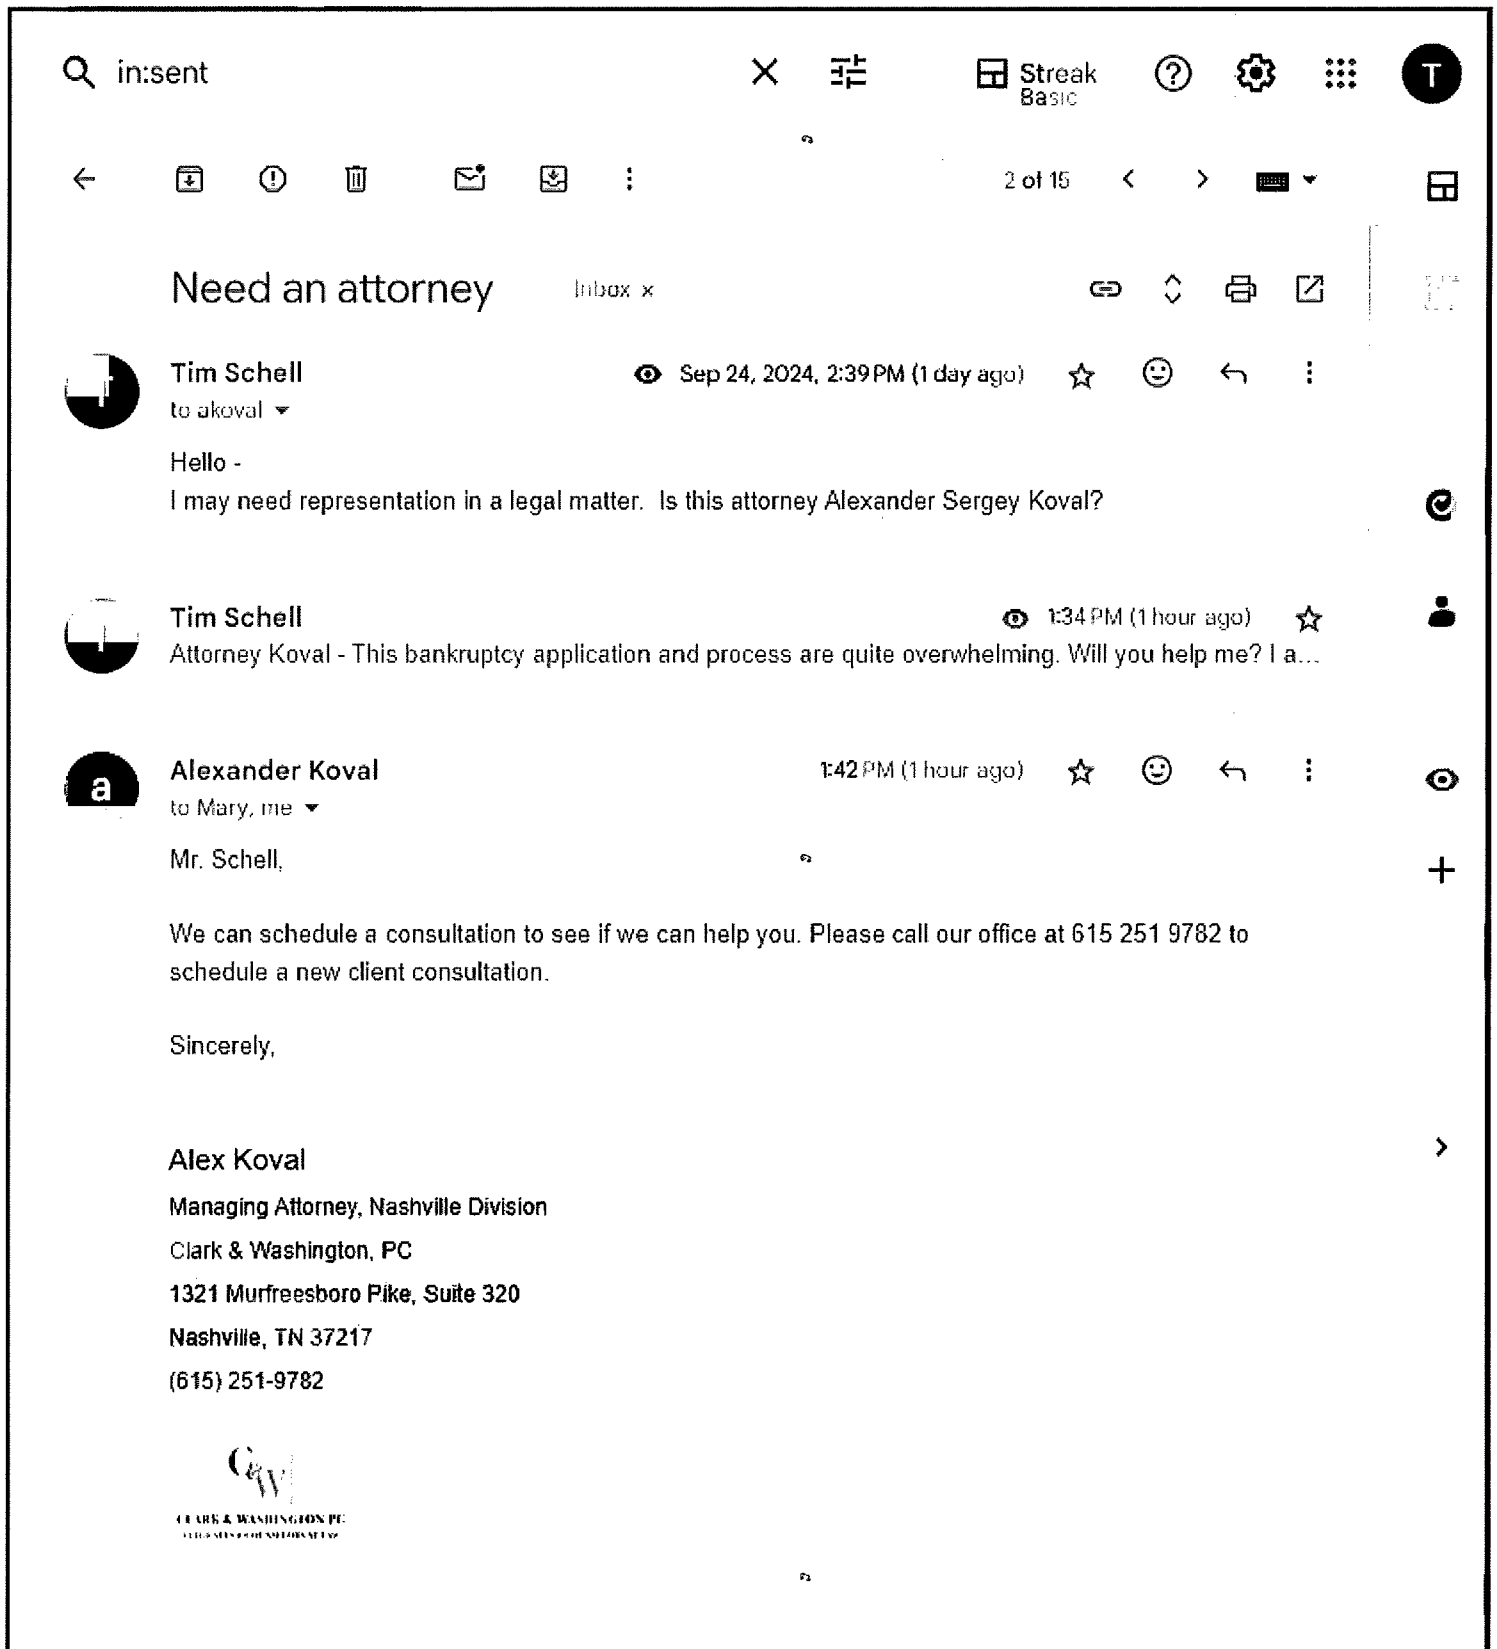 in:sent
Streak
Basic
T
2 of 15
Need an attorney Inbox x
Tim Schell Sep 24, 2024, 2:39 PM (1 day ago)
to akoval
Hello -
I may need representation in a legal matter.  Is this attorney Alexander Sergey Koval?
Tim Schell 1:34 PM (1 hour ago)
Attorney Koval - This bankruptcy application and process are quite overwhelming. Will you help me? I a...
a
Alexander Koval 1:42 PM (1 hour ago)
to Mary, me
Mr. Schell,
We can schedule a consultation to see if we can help you. Please call our office at 615 251 9782 to
schedule a new client consultation.
Sincerely,
Alex Koval
Managing Attorney, Nashville Division
Clark & Washington, PC
1321 Murfreesboro Pike, Suite 320
Nashville, TN 37217
(615) 251-9782
C&W
CLARK & WASHINGTON PC